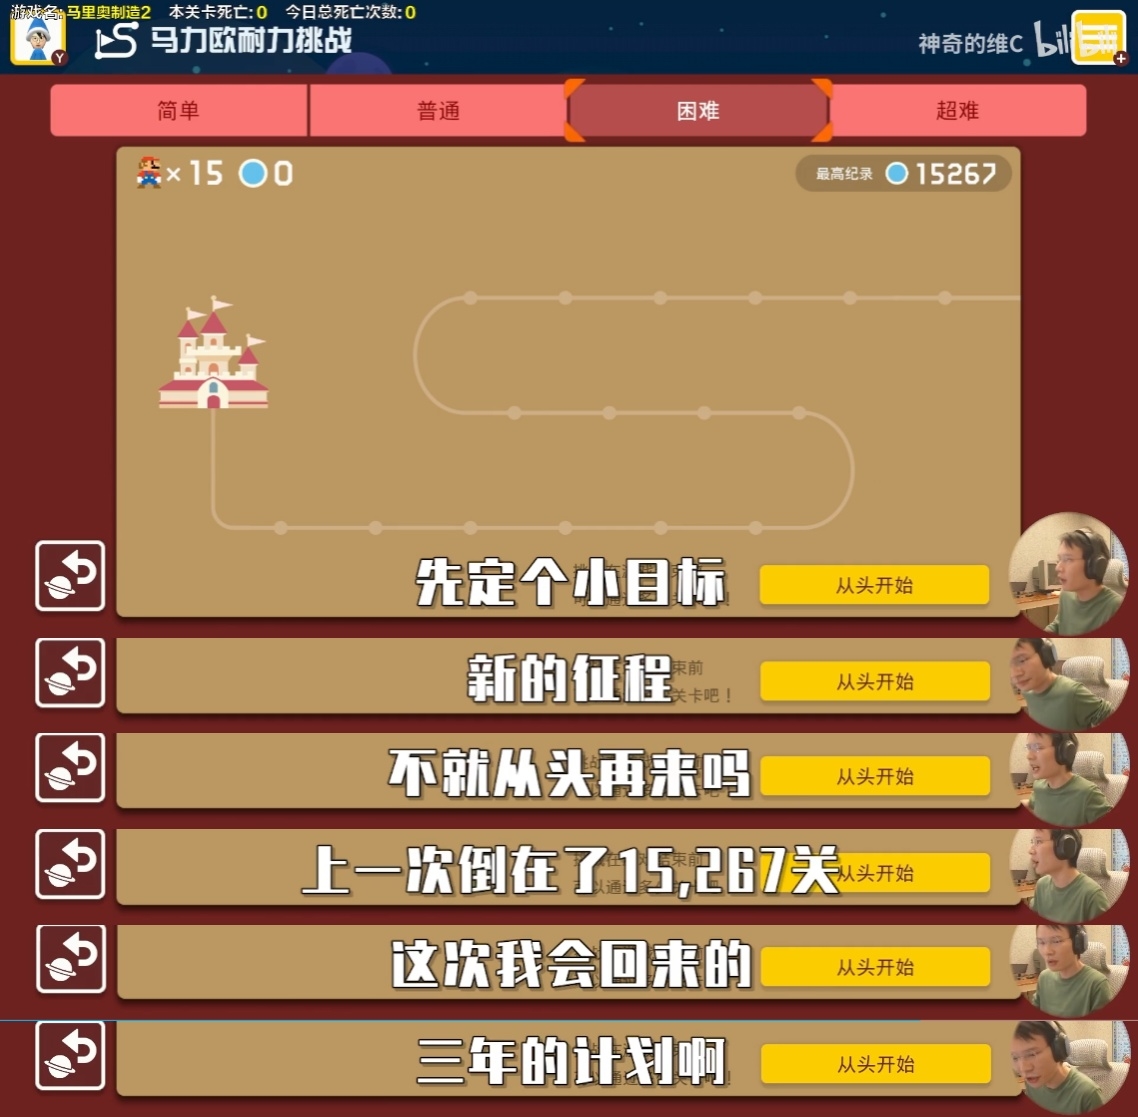 游戏名:马里奥制造2 本关卡死亡:0 今日总死亡次数:0
马力欧耐力挑战
神奇的维C bilibili
Y
+
简单 普通 困难 超难
×15 0
最高纪录 15267
先定个小目标
从头开始
新的征程
束前
关卡吧!
从头开始
不就从头再来吗
从头开始
上一次倒在了15,267关
从头开始
这次我会回来的
从头开始
三年的计划啊
从头开始